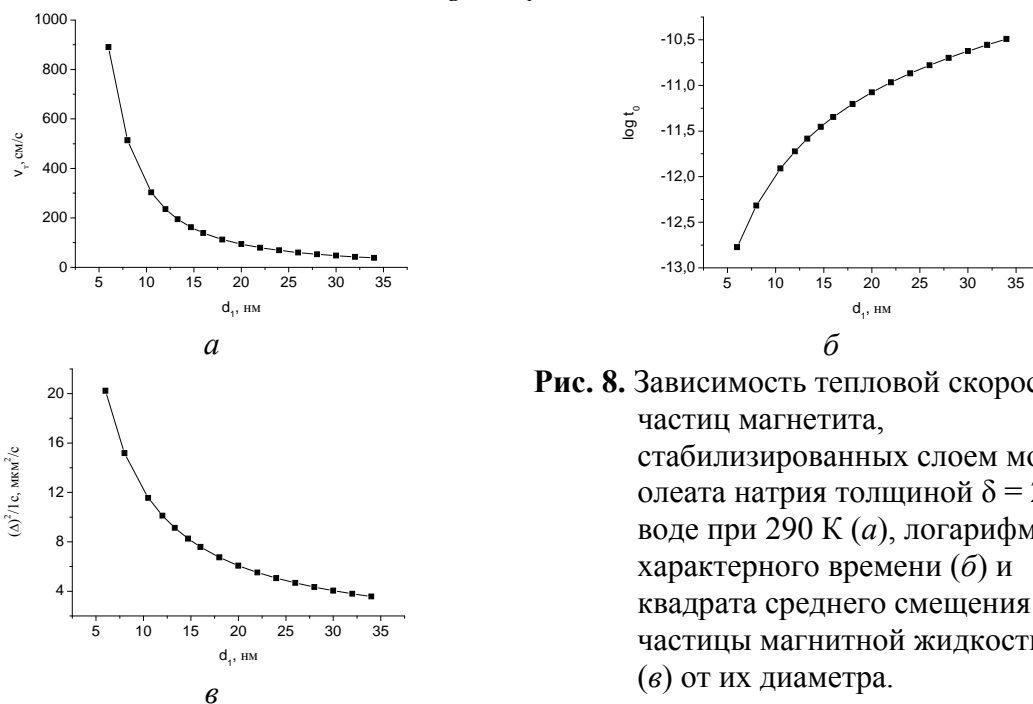 1000
800
600
400
200
0
5 10 15 20 25 30 35
v_т, см/с
d₁, нм
а
-10,5
-11,0
-11,5
-12,0
-12,5
-13,0
5 10 15 20 25 30 35
log t₀
d₁, нм
б
20
16
12
8
4
5 10 15 20 25 30 35
(Δ)²/1с, мкм²/с
d₁, нм
в
Рис. 8. Зависимость тепловой
частиц магнетита,
стабилизированных слоем
олеата натрия толщиной δ =
воде при 290 К (а),
характерного времени (б) и
квадрата среднего смещения
частицы магнитной
(в) от их диаметра.